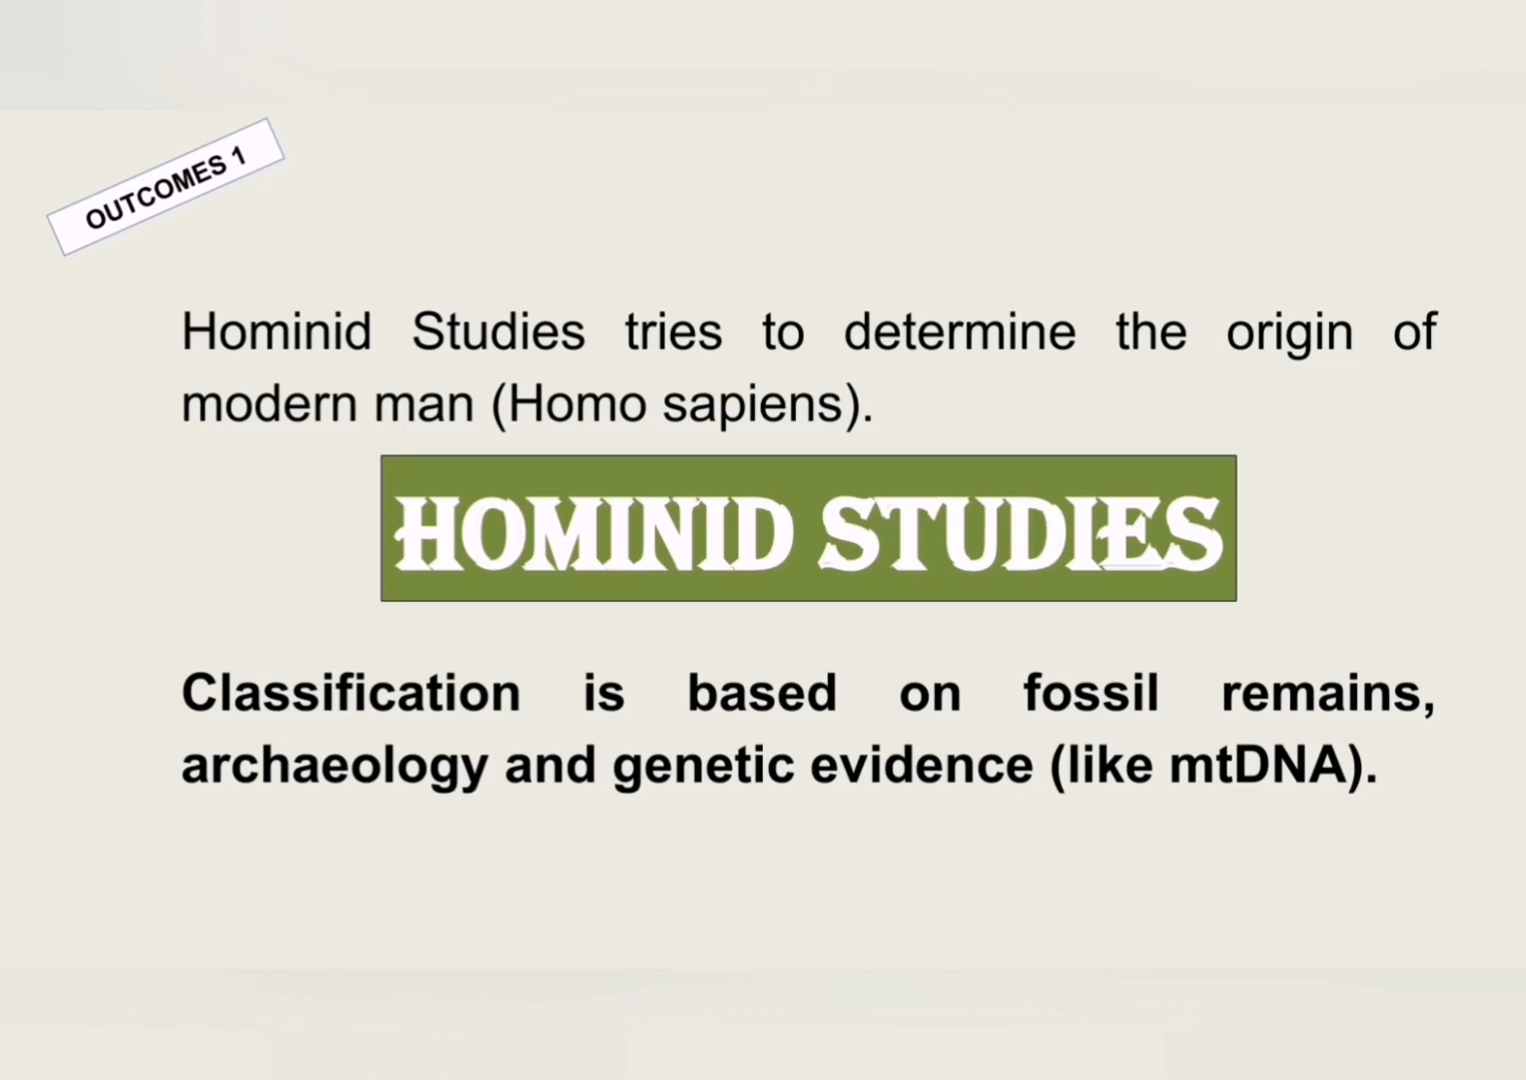 OUTCOMES 1
Hominid Studies tries to determine the origin of
modern man (Homo sapiens).
HOMINID STUDIES
Classification is based on fossil remains,
archaeology and genetic evidence (like mtDNA).